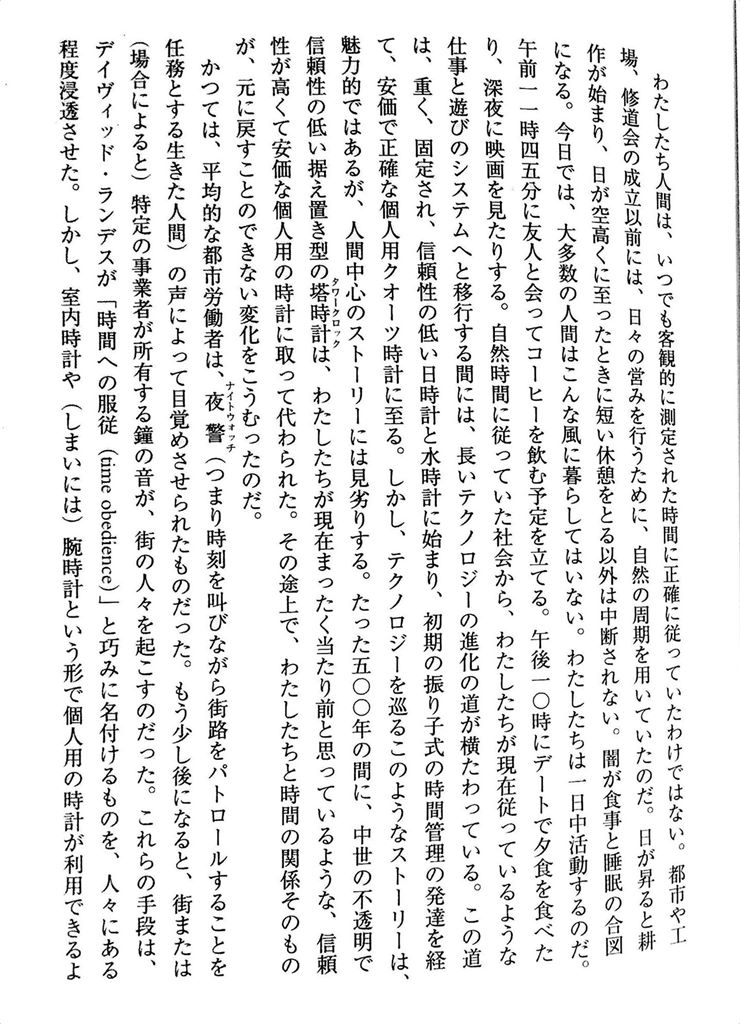 わたしたち人間は、いつでも客観的に測定された時間に正確に従っていたわけではない。都市や工
場、修道会の成立以前には、日々の営みを行うために、自然の周期を用いていたのだ。日が昇ると耕
作が始まり、日が空高くに至ったときに短い休憩をとる以外は中断されない。闇が食事と睡眠の合図
になる。今日では、大多数の人間はこんな風に暮らしてはいない。わたしたちは一日中活動するのだ。
午前一一時四五分に友人と会ってコーヒーを飲む予定を立てる。午後一〇時にデートで夕食を食べた
り、深夜に映画を見たりする。自然時間に従っていた社会から、わたしたちが現在従っているような
仕事と遊びのシステムへと移行する間には、長いテクノロジーの進化の道が横たわっている。この道
は、重く、固定され、信頼性の低い日時計と水時計に始まり、初期の振り子式の時間管理の発達を経
て、安価で正確な個人用クオーツ時計に至る。しかし、テクノロジーを巡るこのようなストーリーは、
魅力的ではあるが、人間中心のストーリーには見劣りする。たった五〇〇年の間に、中世の不透明で
信頼性の低い据え置き型の塔時計タワークロックは、わたしたちが現在まったく当たり前と思っているような、信頼
性が高くて安価な個人用の時計に取って代わられた。その途上で、わたしたちと時間の関係そのもの
が、元に戻すことのできない変化をこうむったのだ。
かつては、平均的な都市労働者は、夜警ナイトウォッチ（つまり時刻を叫びながら街路をパトロールすることを
任務とする生きた人間）の声によって目覚めさせられたものだった。もう少し後になると、街または
（場合によると）特定の事業者が所有する鐘の音が、街の人々を起こすのだった。これらの手段は、
デイヴィッド・ランデスが「時間への服従（time obedience）」と巧みに名付けるものを、人々にある
程度浸透させた。しかし、室内時計や（しまいには）腕時計という形で個人用の時計が利用できるよ